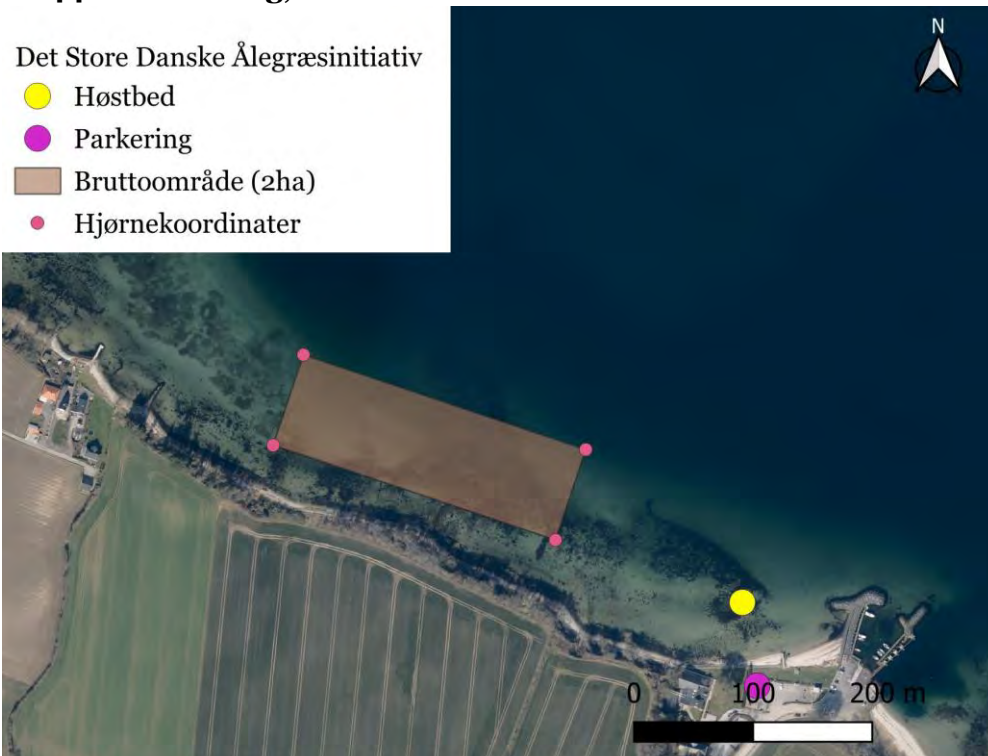 Det Store Danske Ålegræsinitiativ
Høstbed
Parkering
Bruttoområde (2ha)
Hjørnekoordinater
N
0 100 200 m